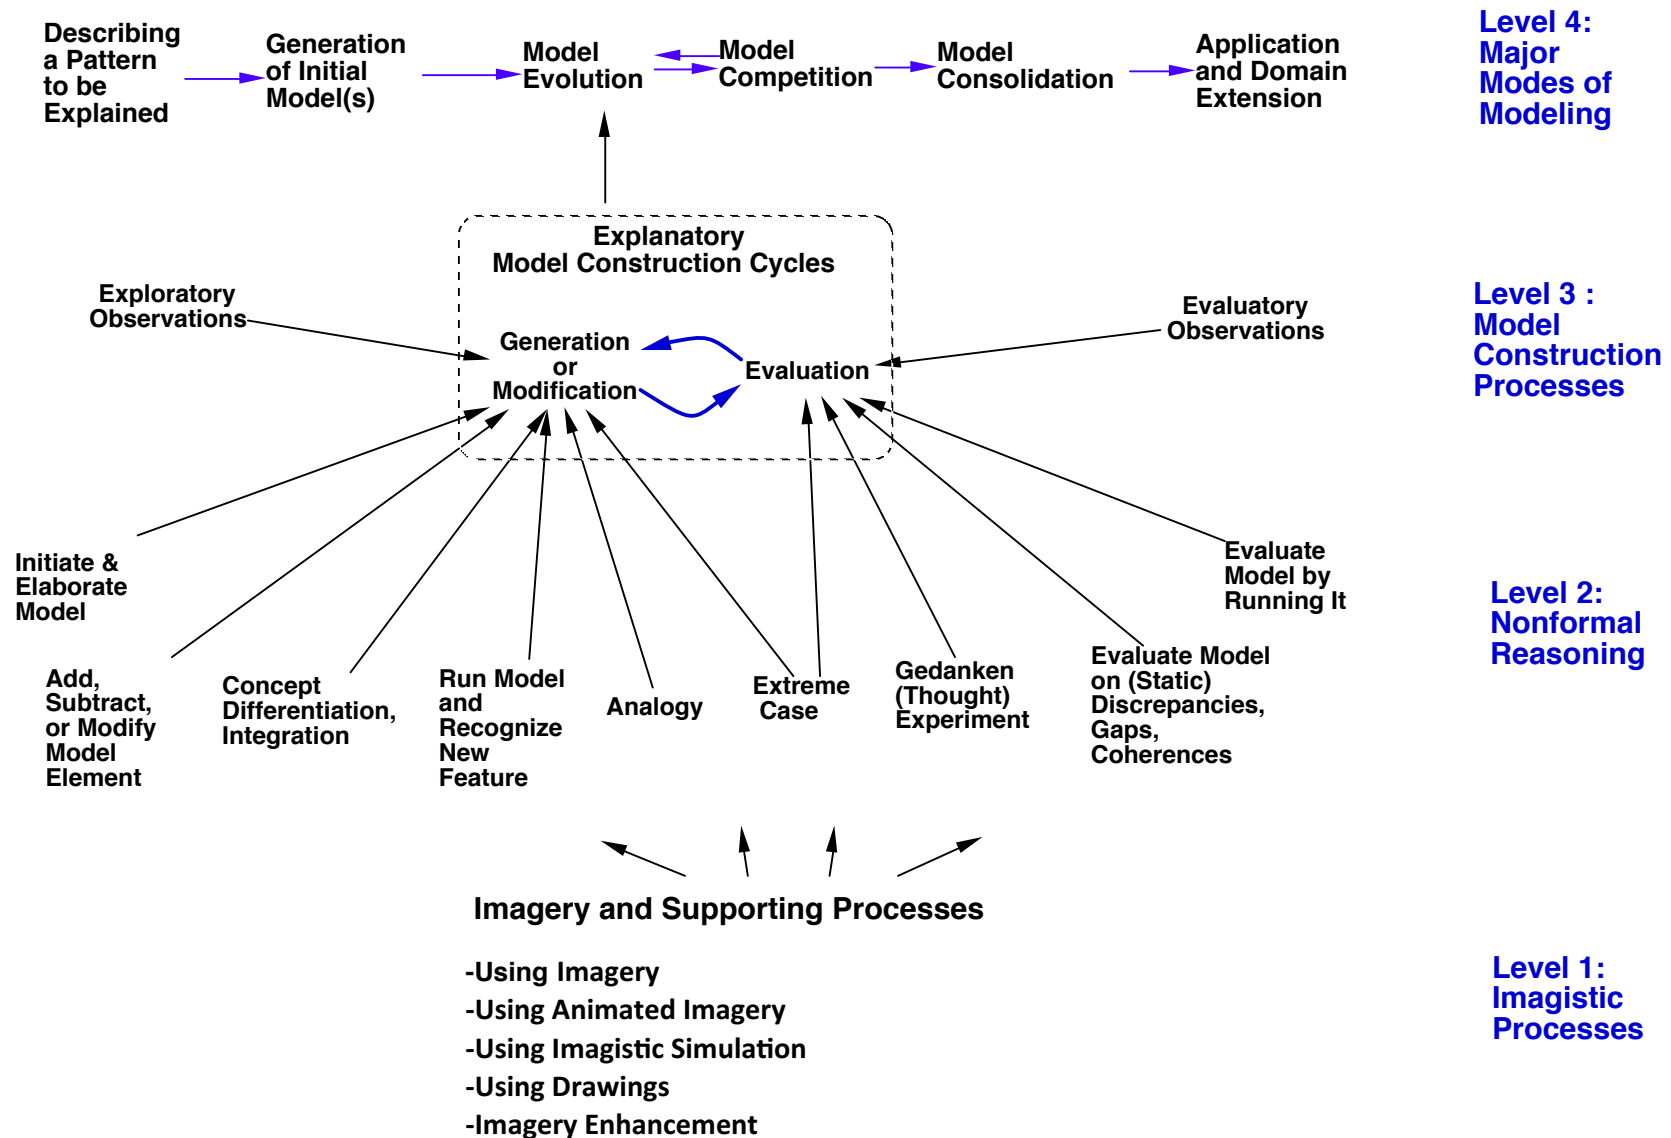 Describing
a Pattern
to be
Explained
Generation
of Initial
Model(s)
Model
Evolution
Model
Competition
Model
Consolidation
Application
and Domain
Extension
Level 4:
Major
Modes of
Modeling
Explanatory
Model Construction Cycles
Exploratory
Observations
Generation
or
Modification
Evaluation
Evaluatory
Observations
Level 3 :
Model
Construction
Processes
Initiate &
Elaborate
Model
Add,
Subtract,
or Modify
Model
Element
Concept
Differentiation,
Integration
Run Model
and
Recognize
New
Feature
Analogy
Extreme
Case
Gedanken
(Thought)
Experiment
Evaluate Model
on (Static)
Discrepancies,
Gaps,
Coherences
Evaluate
Model by
Running It
Level 2:
Nonformal
Reasoning
Imagery and Supporting Processes
-Using Imagery
-Using Animated Imagery
-Using Imagistic Simulation
-Using Drawings
-Imagery Enhancement
Level 1:
Imagistic
Processes